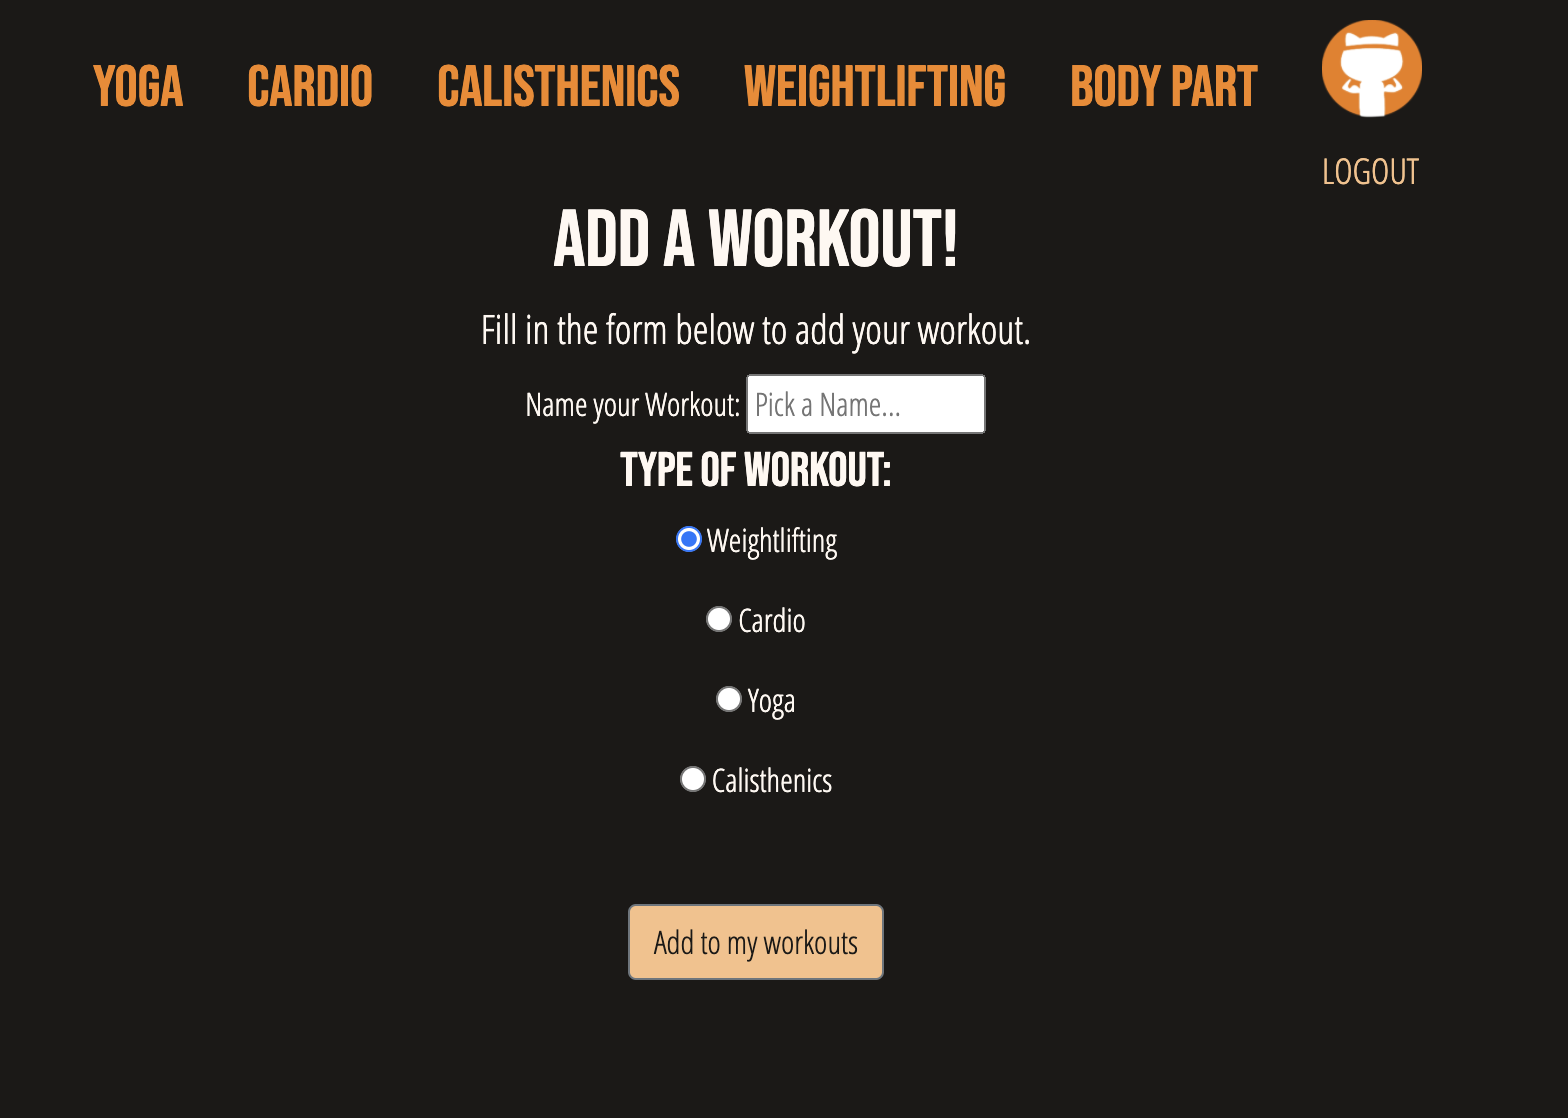 YOGA CARDIO CALISTHENICS WEIGHTLIFTING BODY PART
LOGOUT
ADD A WORKOUT!
Fill in the form below to add your workout.
Name your Workout: Pick a Name...
TYPE OF WORKOUT:
Weightlifting
Cardio
Yoga
Calisthenics
Add to my workouts